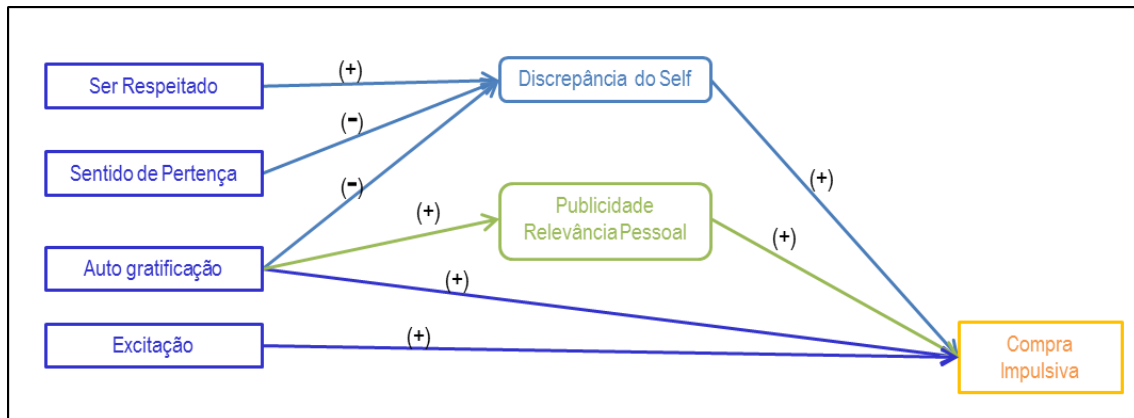 Ser Respeitado
(+)
Discrepância do Self
(-)
Sentido de Pertença
(-)
(+)
Publicidade
Relevância Pessoal
(+)
(+)
Auto gratificação
(+)
Excitação
(+)
Compra
Impulsiva